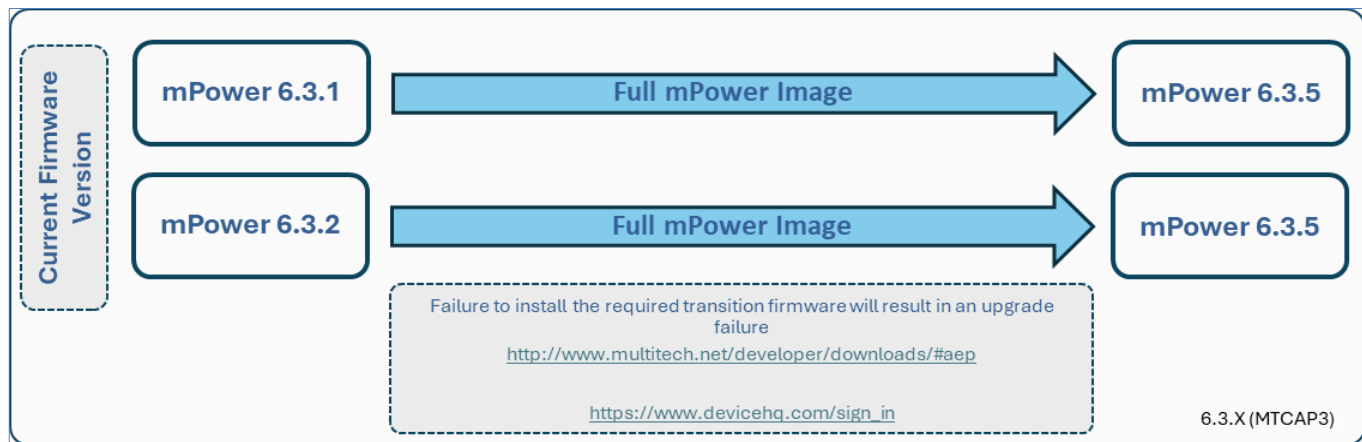 Current Firmware
Version
mPower 6.3.1
Full mPower Image
mPower 6.3.5
mPower 6.3.2
Full mPower Image
mPower 6.3.5
Failure to install the required transition firmware will result in an upgrade
failure
http://www.multitech.net/developer/downloads/#aep
https://www.devicehq.com/sign_in
6.3.X (MTCAP3)